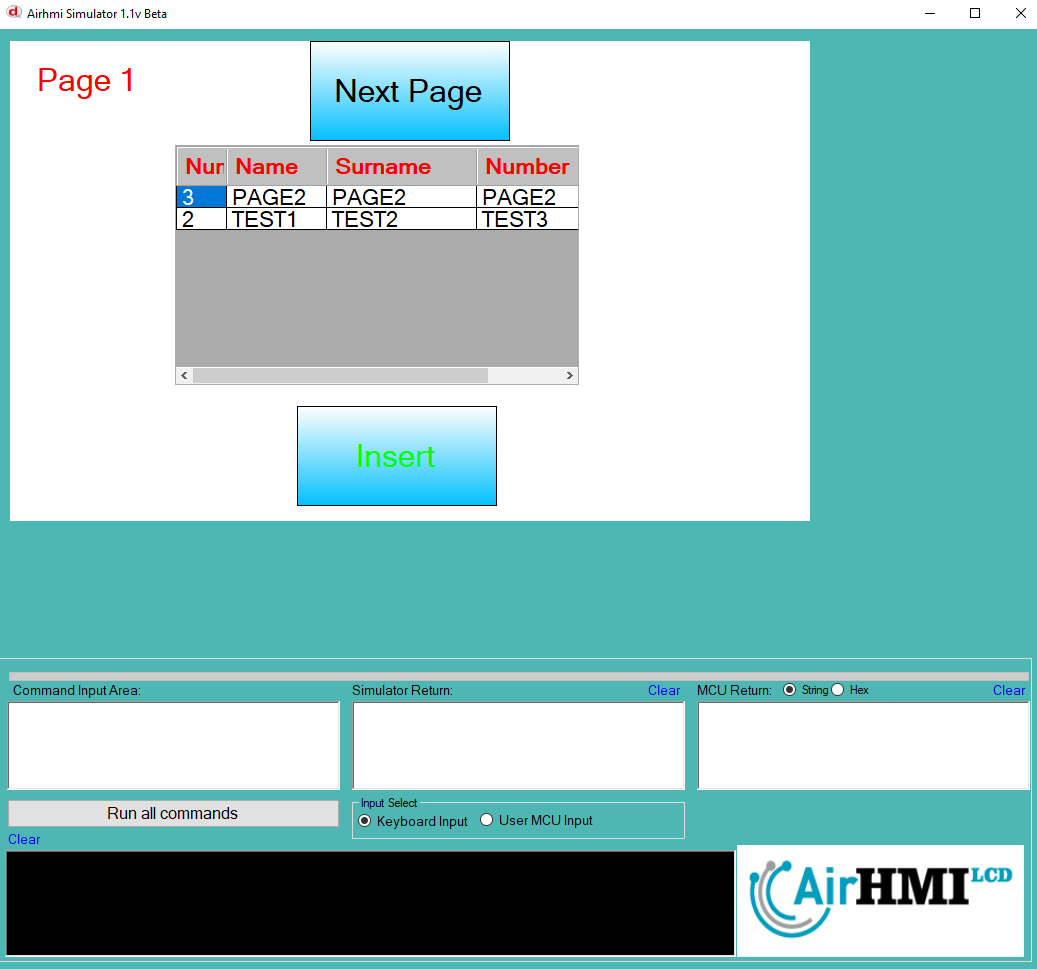 Airhmi Simulator 1.1v Beta
Page 1
Next Page
Nur Name Surname Number
3 PAGE2 PAGE2 PAGE2
2 TEST1 TEST2 TEST3
Insert
Command Input Area: Simulator Return: Clear MCU Return: String Hex Clear
Run all commands
Input Select
Keyboard Input User MCU Input
Clear
AirHMI LCD